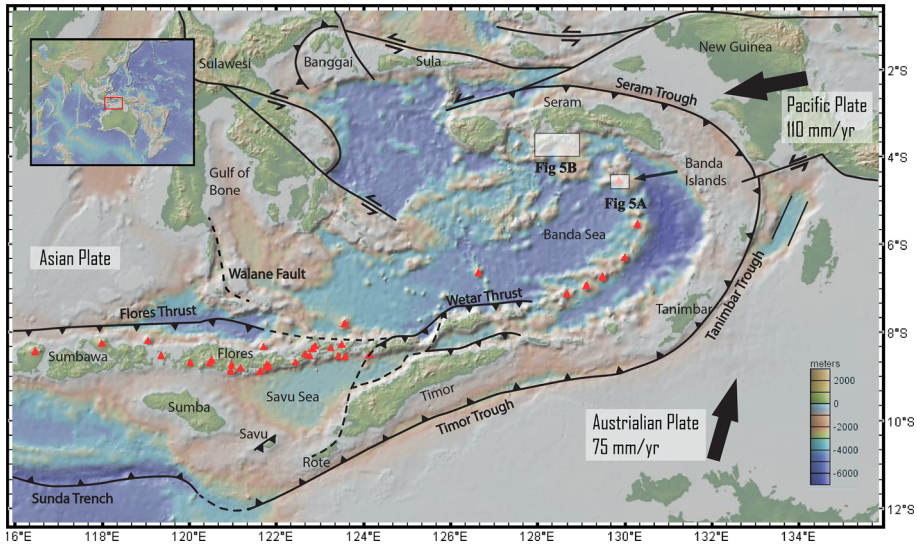 New Guinea
Sulawesi
Banggai
Sula
2°S
Seram Trough
Seram
Pacific Plate
110 mm/yr
4°S
Gulf of
Bone
Fig 5B
Banda
Islands
Fig 5A
Banda Sea
6°S
Asian Plate
Walane Fault
Wetar Thrust
Tanimbar
Tanimbar Trough
Flores Thrust
8°S
Sumbawa
Flores
meters
2000
0
-2000
-4000
-6000
Savu Sea
Timor
Sumba
Timor Trough
Austrialian Plate
75 mm/yr
10°S
Savu
Rote
Sunda Trench
12°S
16°E
118°E
120°E
122°E
124°E
126°E
128°E
130°E
132°E
134°E